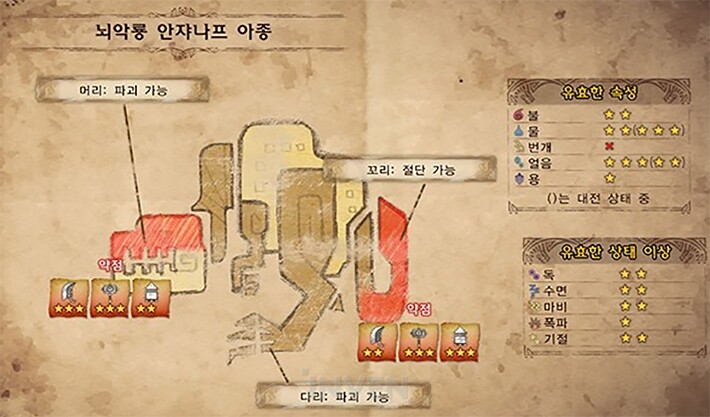 뇌악룡 안쟈나프 아종
머리: 파괴 가능
꼬리: 절단 가능
약점
약점
다리: 파괴 가능
유효한 속성
불
물
번개
얼음
용
()는 대전 상태 중
유효한 상태 이상
독
수면
마비
폭파
기절
INVEN